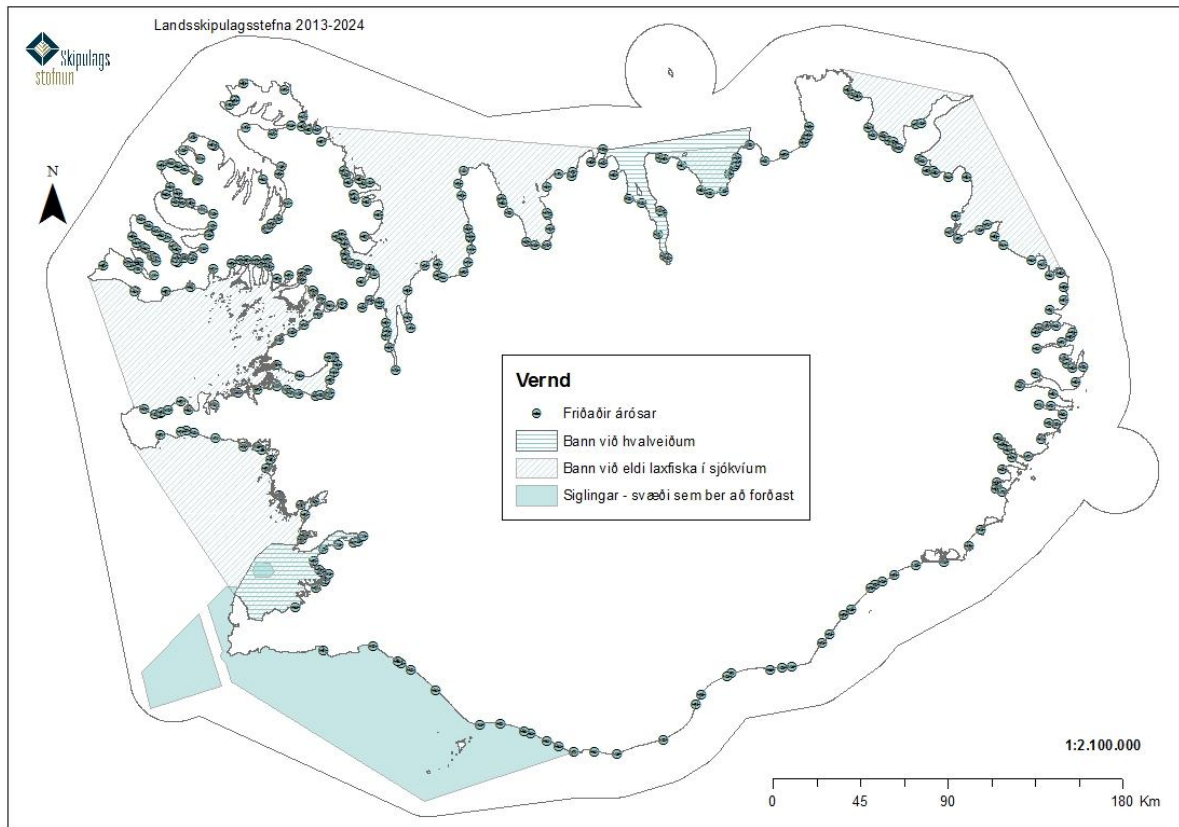 Landsskipulagsstefna 2013-2024
Skipulags
stofnun
N
Vernd
Friðaðir árósar
Bann við hvalveiðum
Bann við eldi laxfiska í sjókvíum
Siglingar - svæði sem ber að forðast
1:2.100.000
0 45 90 180 Km